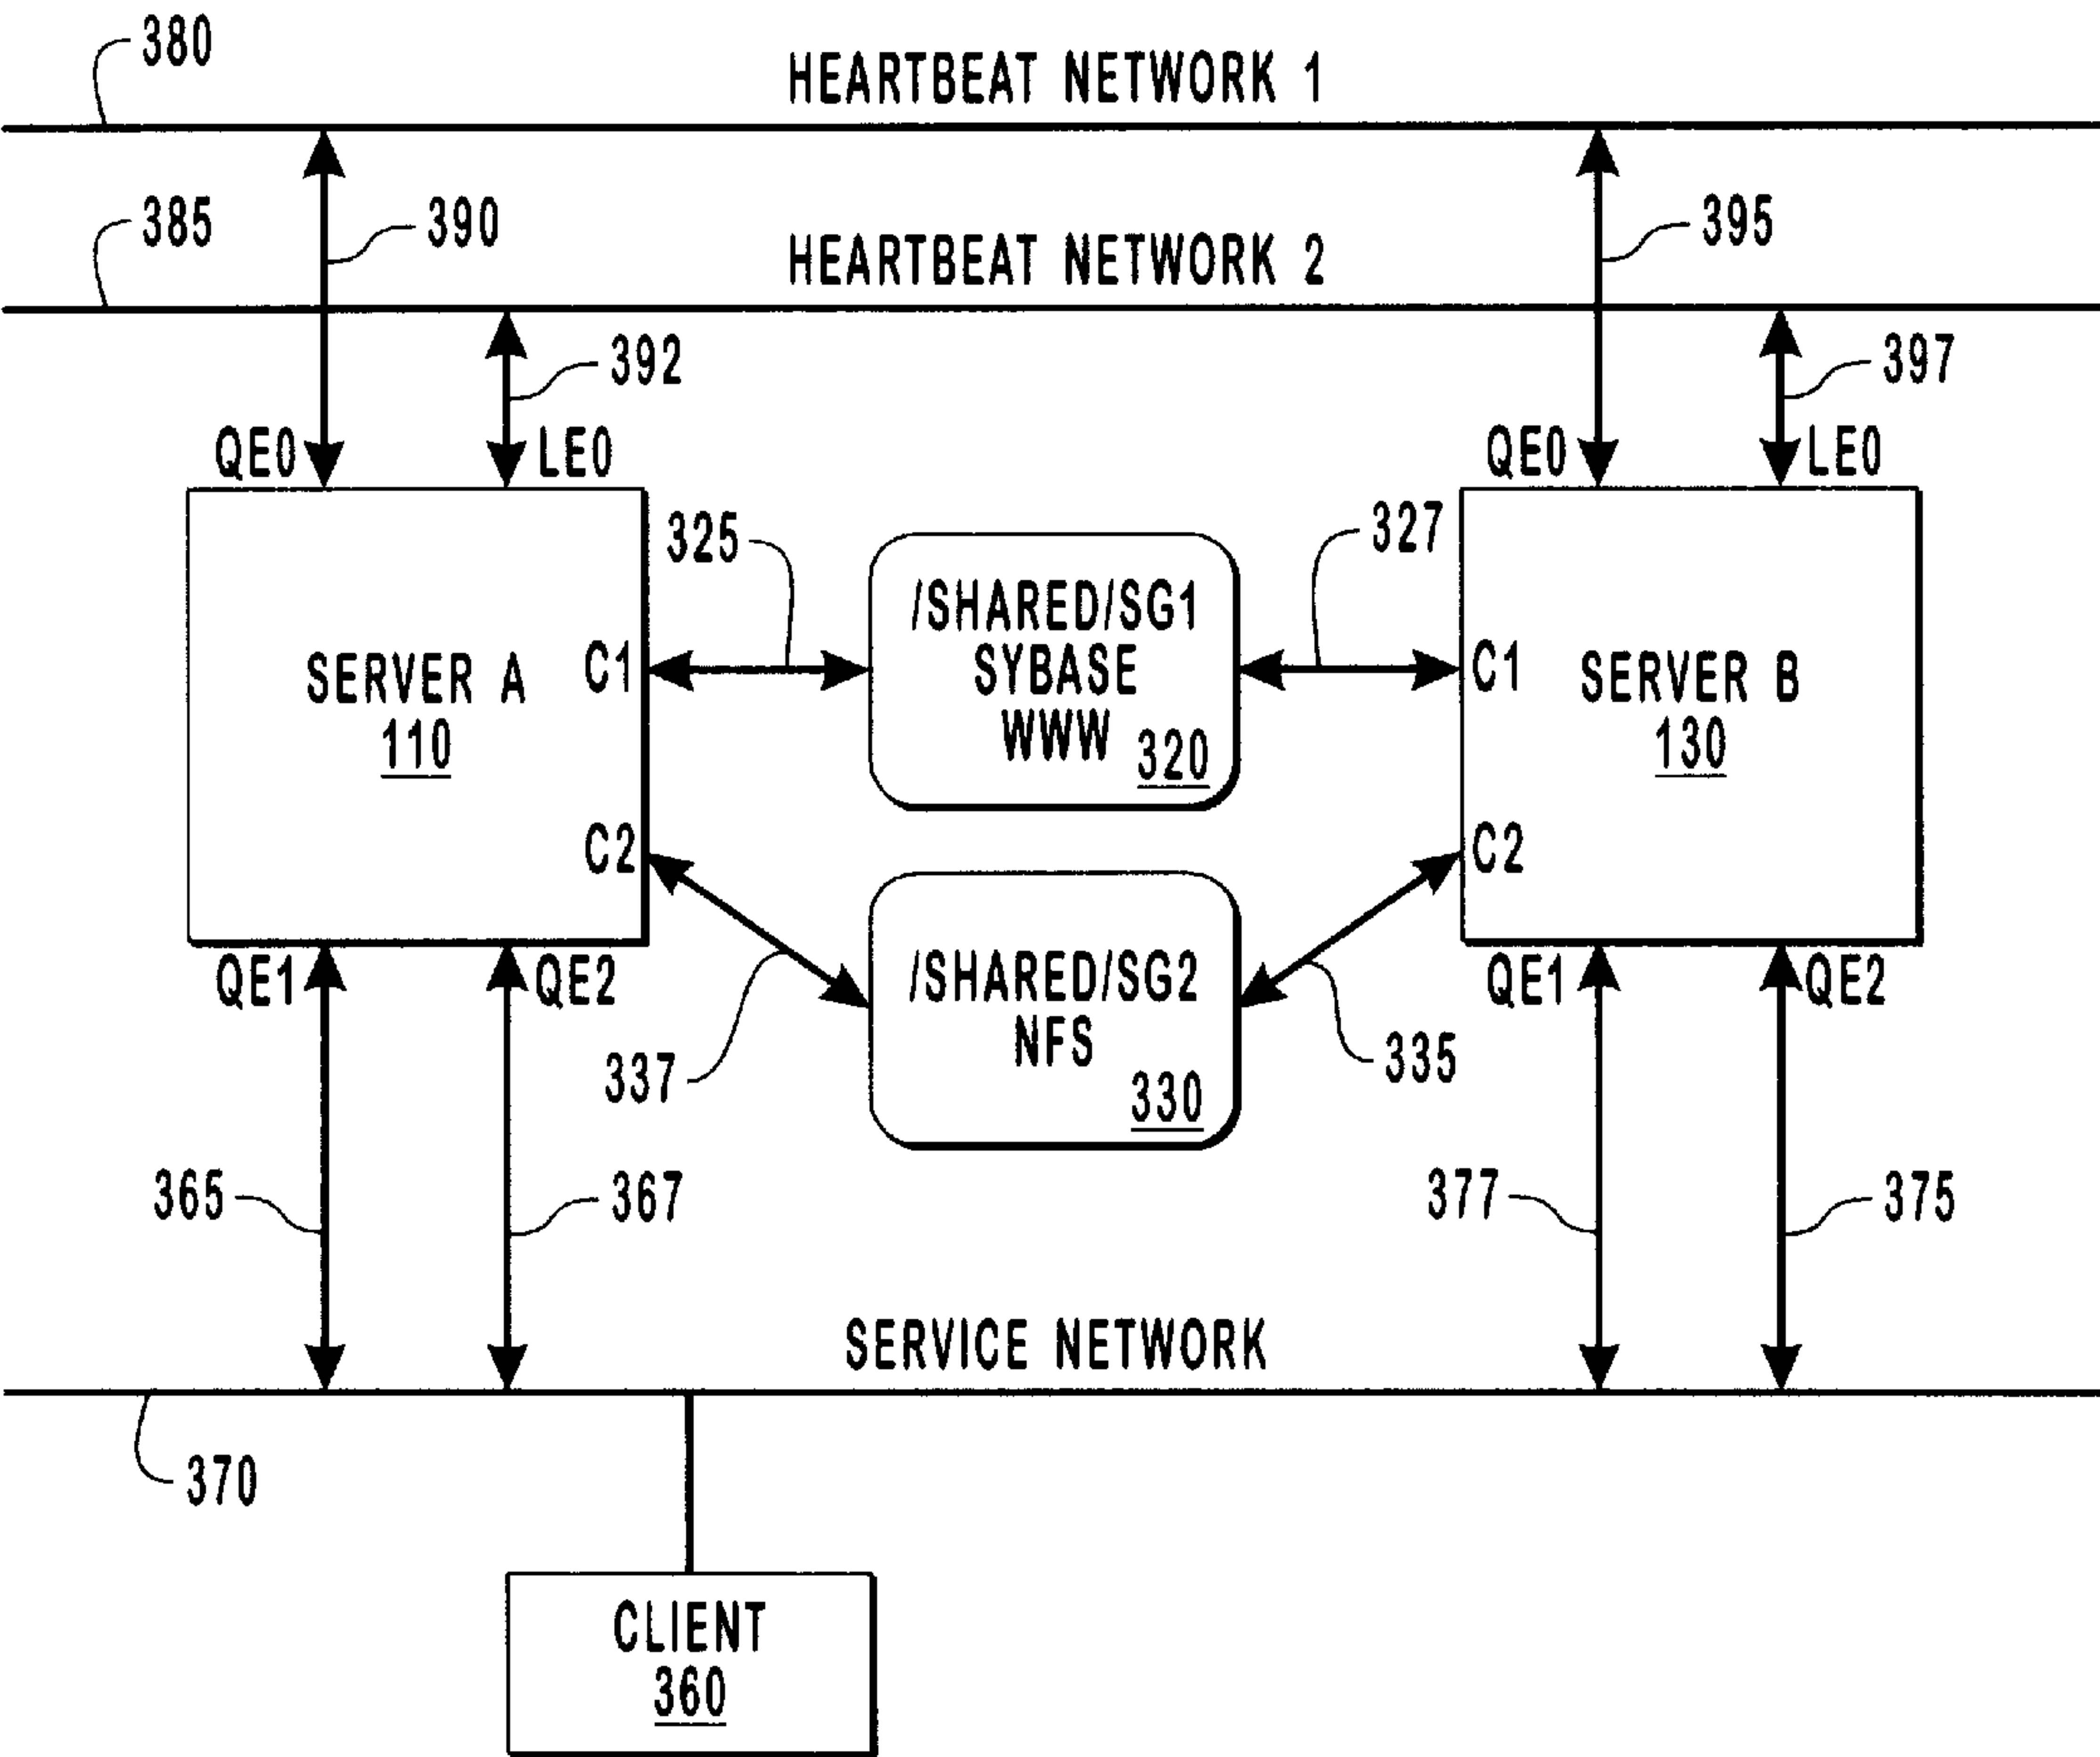 380
HEARTBEAT NETWORK 1
385
390
395
HEARTBEAT NETWORK 2
392
397
QE0
LE0
QE0
LE0
325
327
/SHARED/SG1
SYBASE
WWW
320
SERVER A
110
C1
C1
SERVER B
130
C2
C2
/SHARED/SG2
NFS
330
QE1
QE2
QE1
QE2
337
335
365
367
377
375
SERVICE NETWORK
370
CLIENT
360